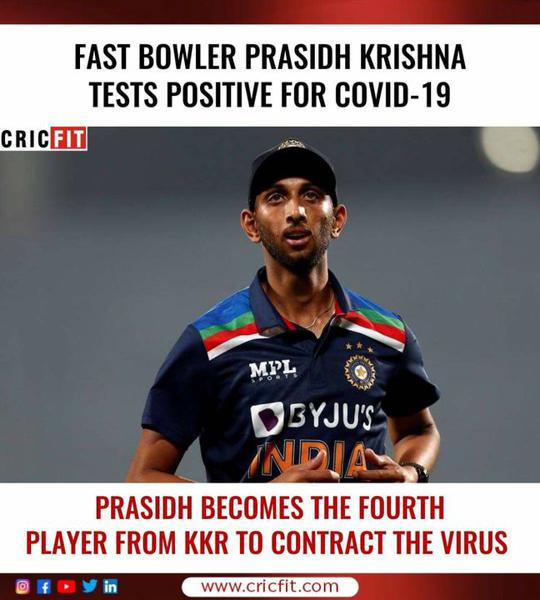 FAST BOWLER PRASIDH KRISHNA
TESTS POSITIVE FOR COVID-19
CRICFIT
MPL
SPORTS
BYJU'S
INDIA
PRASIDH BECOMES THE FOURTH
PLAYER FROM KKR TO CONTRACT THE VIRUS
www.cricfit.com